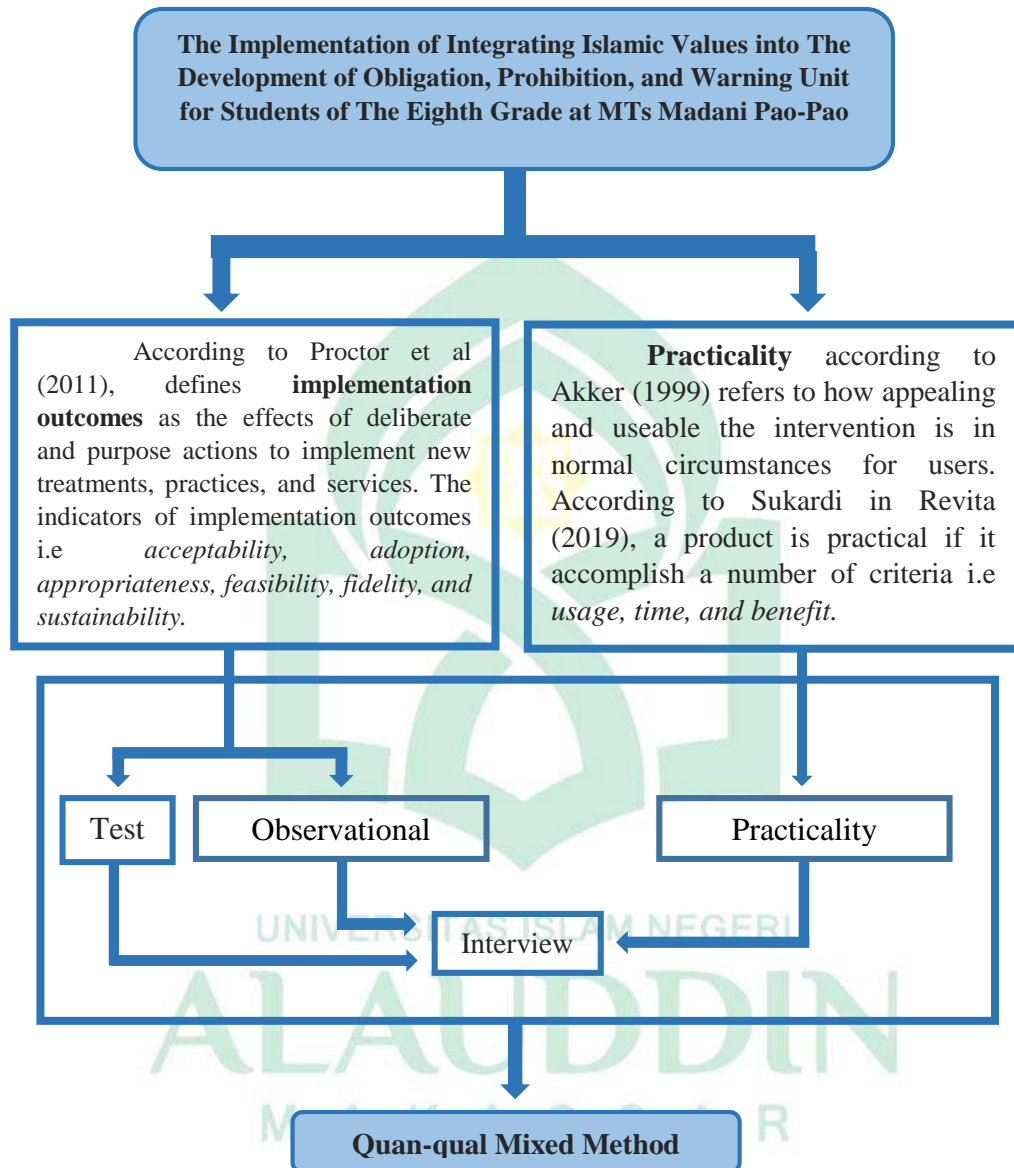 The Implementation of Integrating Islamic Values into The
Development of Obligation, Prohibition, and Warning Unit
for Students of The Eighth Grade at MTs Madani Pao-Pao
According to Proctor et al
(2011), defines implementation
outcomes as the effects of deliberate
and purpose actions to implement new
treatments, practices, and services. The
indicators of implementation outcomes
i.e acceptability, adoption,
appropriateness, feasibility, fidelity, and
sustainability.
Practicality according to
Akker (1999) refers to how appealing
and useable the intervention is in
normal circumstances for users.
According to Sukardi in Revita
(2019), a product is practical if it
accomplish a number of criteria i.e
usage, time, and benefit.
Test
Observational
Practicality
Interview
UNIVERSITAS ISLAM NEGERI
ALAUDDIN
MAKASSAR
Quan-qual Mixed Method